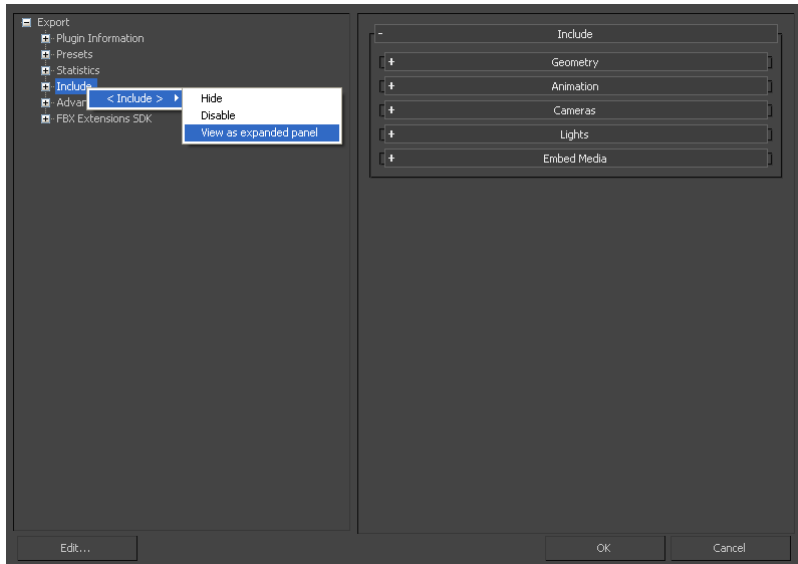 Export
Plugin Information
Presets
Statistics
Include
Advan
FBX Extensions SDK
< Include >
Hide
Disable
View as expanded panel
- Include
+ Geometry
+ Animation
+ Cameras
+ Lights
+ Embed Media
Edit...
OK
Cancel